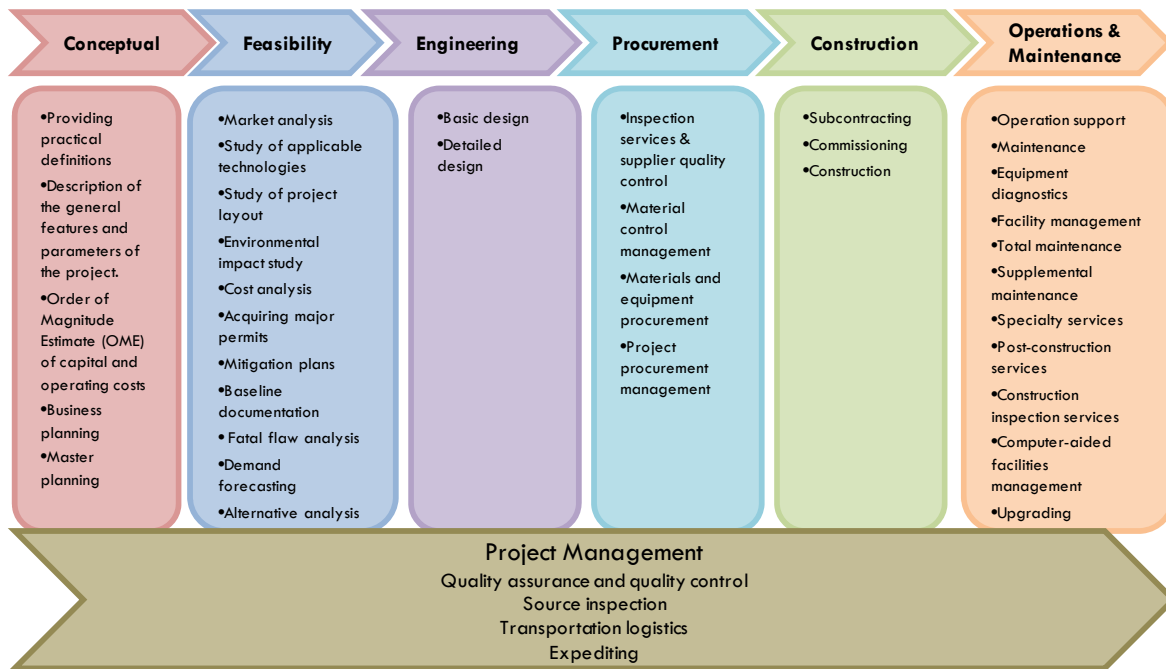 Conceptual
Feasibility
Engineering
Procurement
Construction
Operations &
Maintenance
•Providing
practical
definitions
•Description of
the general
features and
parameters of
the project.
•Order of
Magnitude
Estimate (OME)
of capital and
operating costs
•Business
planning
•Master
planning
•Market analysis
•Study of applicable
technologies
•Study of project
layout
•Environmental
impact study
•Cost analysis
•Acquiring major
permits
•Mitigation plans
•Baseline
documentation
• Fatal flaw analysis
•Demand
forecasting
•Alternative analysis
•Basic design
•Detailed
design
•Inspection
services &
supplier quality
control
•Material
control
management
•Materials and
equipment
procurement
•Project
procurement
management
•Subcontracting
•Commissioning
•Construction
•Operation support
•Maintenance
•Equipment
diagnostics
•Facility management
•Total maintenance
•Supplemental
maintenance
•Specialty services
•Post-construction
services
•Construction
inspection services
•Computer-aided
facilities
management
•Upgrading
Project Management
Quality assurance and quality control
Source inspection
Transportation logistics
Expediting